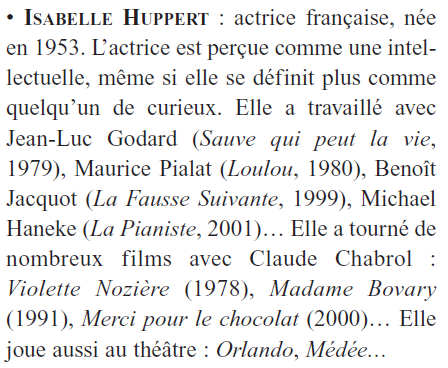 • ISABELLE HUPPERT : actrice française, née
en 1953. L’actrice est perçue comme une intel-
lectuelle, même si elle se définit plus comme
quelqu’un de curieux. Elle a travaillé avec
Jean-Luc Godard (Sauve qui peut la vie,
1979), Maurice Pialat (Loulou, 1980), Benoît
Jacquot (La Fausse Suivante, 1999), Michael
Haneke (La Pianiste, 2001)… Elle a tourné de
nombreux films avec Claude Chabrol :
Violette Nozière (1978), Madame Bovary
(1991), Merci pour le chocolat (2000)… Elle
joue aussi au théâtre : Orlando, Médée…